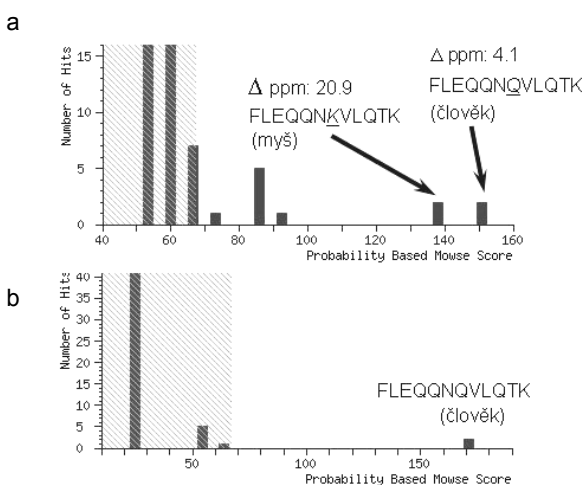 a
Number of Hits
15
10
5
0
40 60 80 100 120 140 160
Probability Based Mowse Score
Δ ppm: 20.9
FLEQQNKVLQTK
(myš)
Δ ppm: 4.1
FLEQQNQVLQTK
(člověk)
b
Number of Hits
40
35
30
25
20
15
10
5
0
50 100 150
Probability Based Mowse Score
FLEQQNQVLQTK
(člověk)